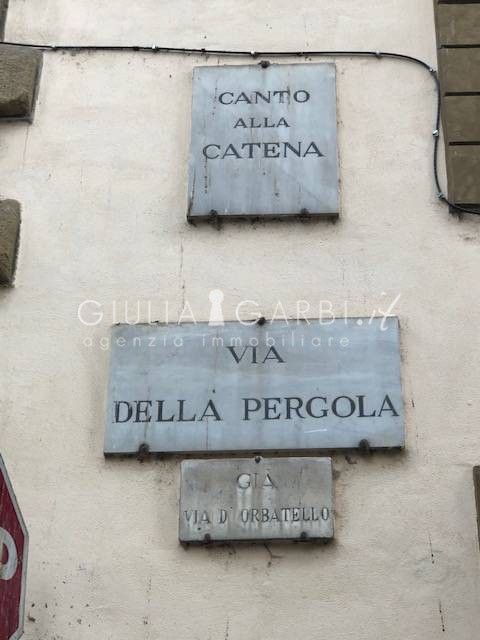 CANTO
ALLA
CATENA
GIULIA GARBI.it
agenzia immobiliare
VIA
DELLA PERGOLA
GIÀ
VIA D'ORBATELLO